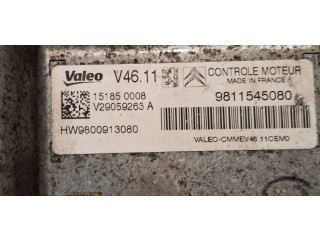 Valeo V46.11 CONTROLE MOTEUR
MADE IN FRANCE
15185 0008
V29059263 A
9811545080
HW9800913080
VALEO-CMMEV46 11CEM0